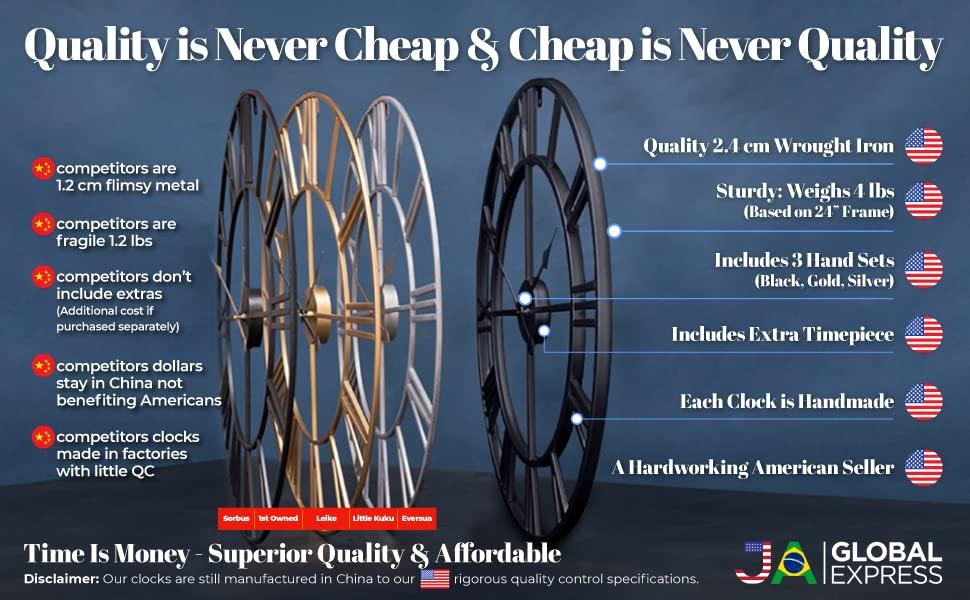 Quality is Never Cheap & Cheap is Never Quality
competitors are
1.2 cm flimsy metal
competitors are
fragile 1.2 lbs
competitors don't
include extras
(Additional cost if
purchased separately)
competitors dollars
stay in China not
benefiting Americans
competitors clocks
made in factories
with little QC
Sorbus 1st Owned Leike Little Kuku Eversua
Quality 2.4 cm Wrought Iron
Sturdy: Weighs 4 lbs
(Based on 24" Frame)
Includes 3 Hand Sets
(Black, Gold, Silver)
Includes Extra Timepiece
Each Clock is Handmade
A Hardworking American Seller
Time Is Money - Superior Quality & Affordable
Disclaimer: Our clocks are still manufactured in China to our rigorous quality control specifications.
JA GLOBAL
EXPRESS